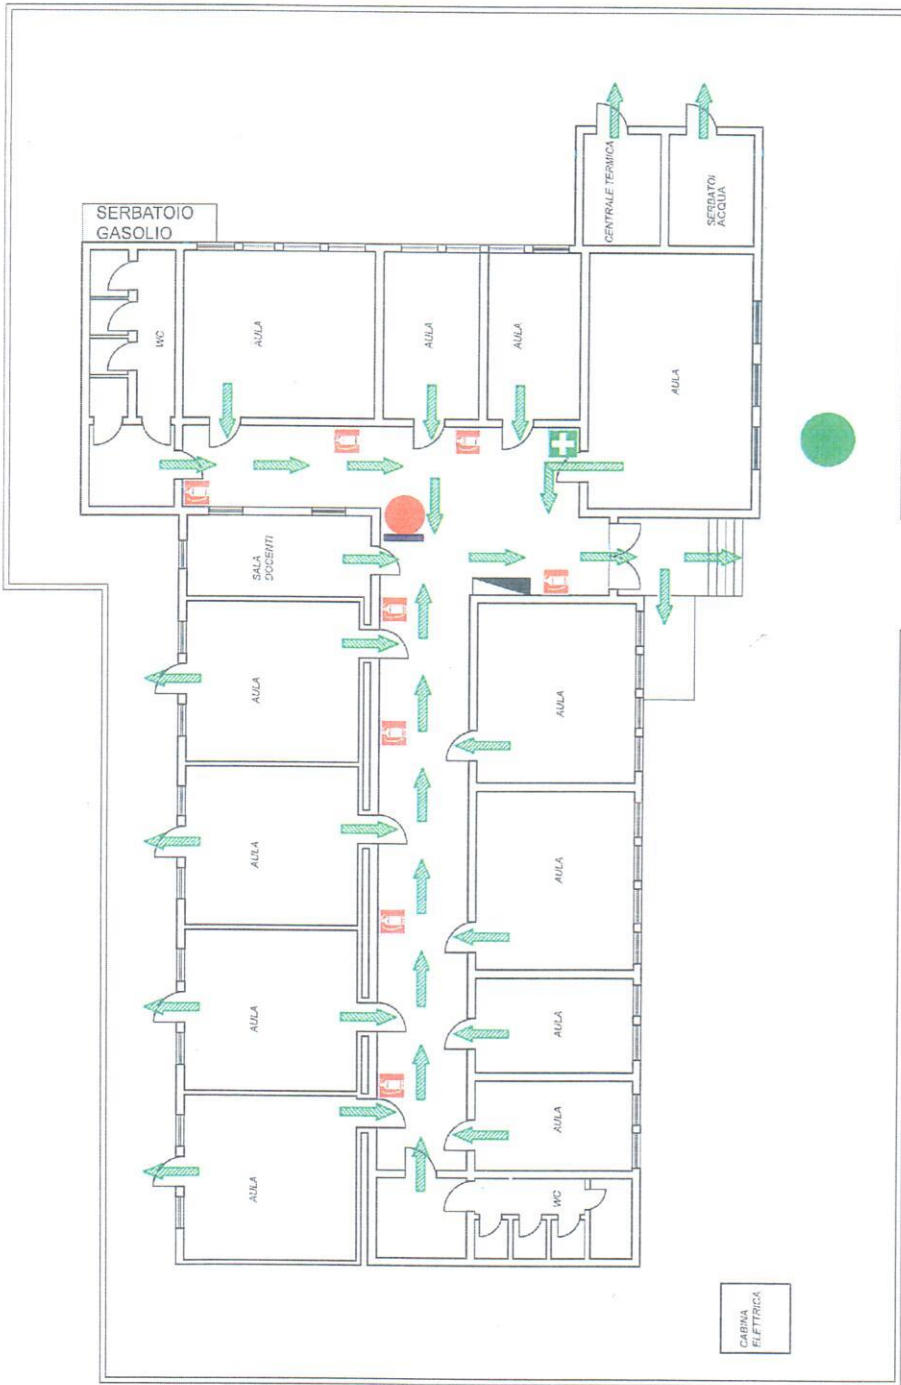 SERBATOIO
GASOLIO
CENTRALE TERMICA
SERBATOI
ACQUA
WC
AULA
AULA
AULA
AULA
SALA
DOCENTI
AULA
AULA
AULA
AULA
AULA
AULA
AULA
AULA
WC
CABINA
ELETTRICA